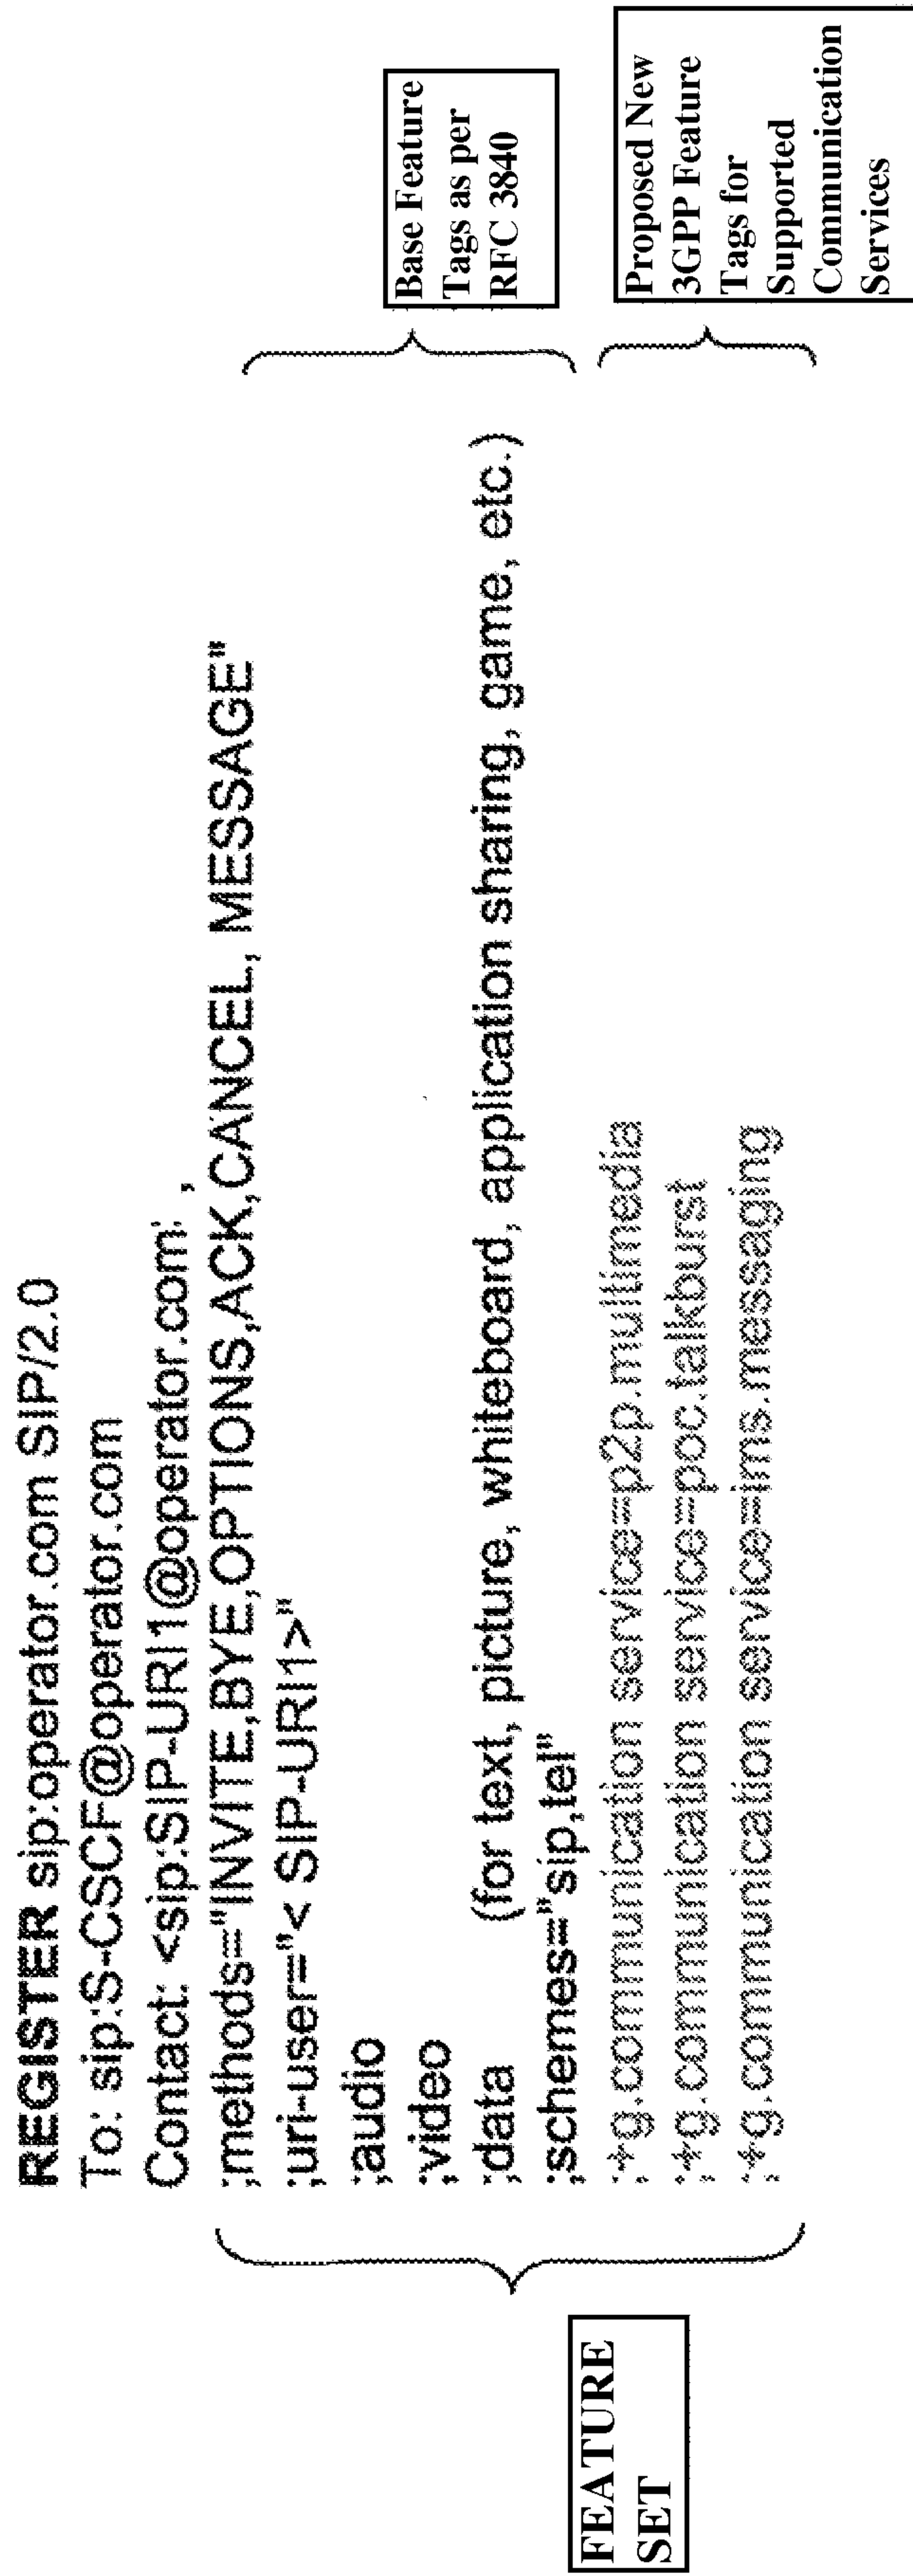 REGISTER sip:operator.com SIP/2.0
To: sip:S-CSCF@operator.com
Contact: <sip:SIP-URI1@operator.com: ,
;methods="INVITE,BYE,OPTIONS,ACK,CANCEL, MESSAGE"
;uri-user="< SIP-URI1>"
;audio
;video
;data (for text, picture, whiteboard, application sharing, game, etc.)
;schemes="sip,tel"
;+g.communication service=p2p.multimedia
;+g.communication service=poc.talkburst
;+g.communication service=ims.messaging
FEATURE
SET
Base Feature
Tags as per
RFC 3840
Proposed New
3GPP Feature
Tags for
Supported
Communication
Services